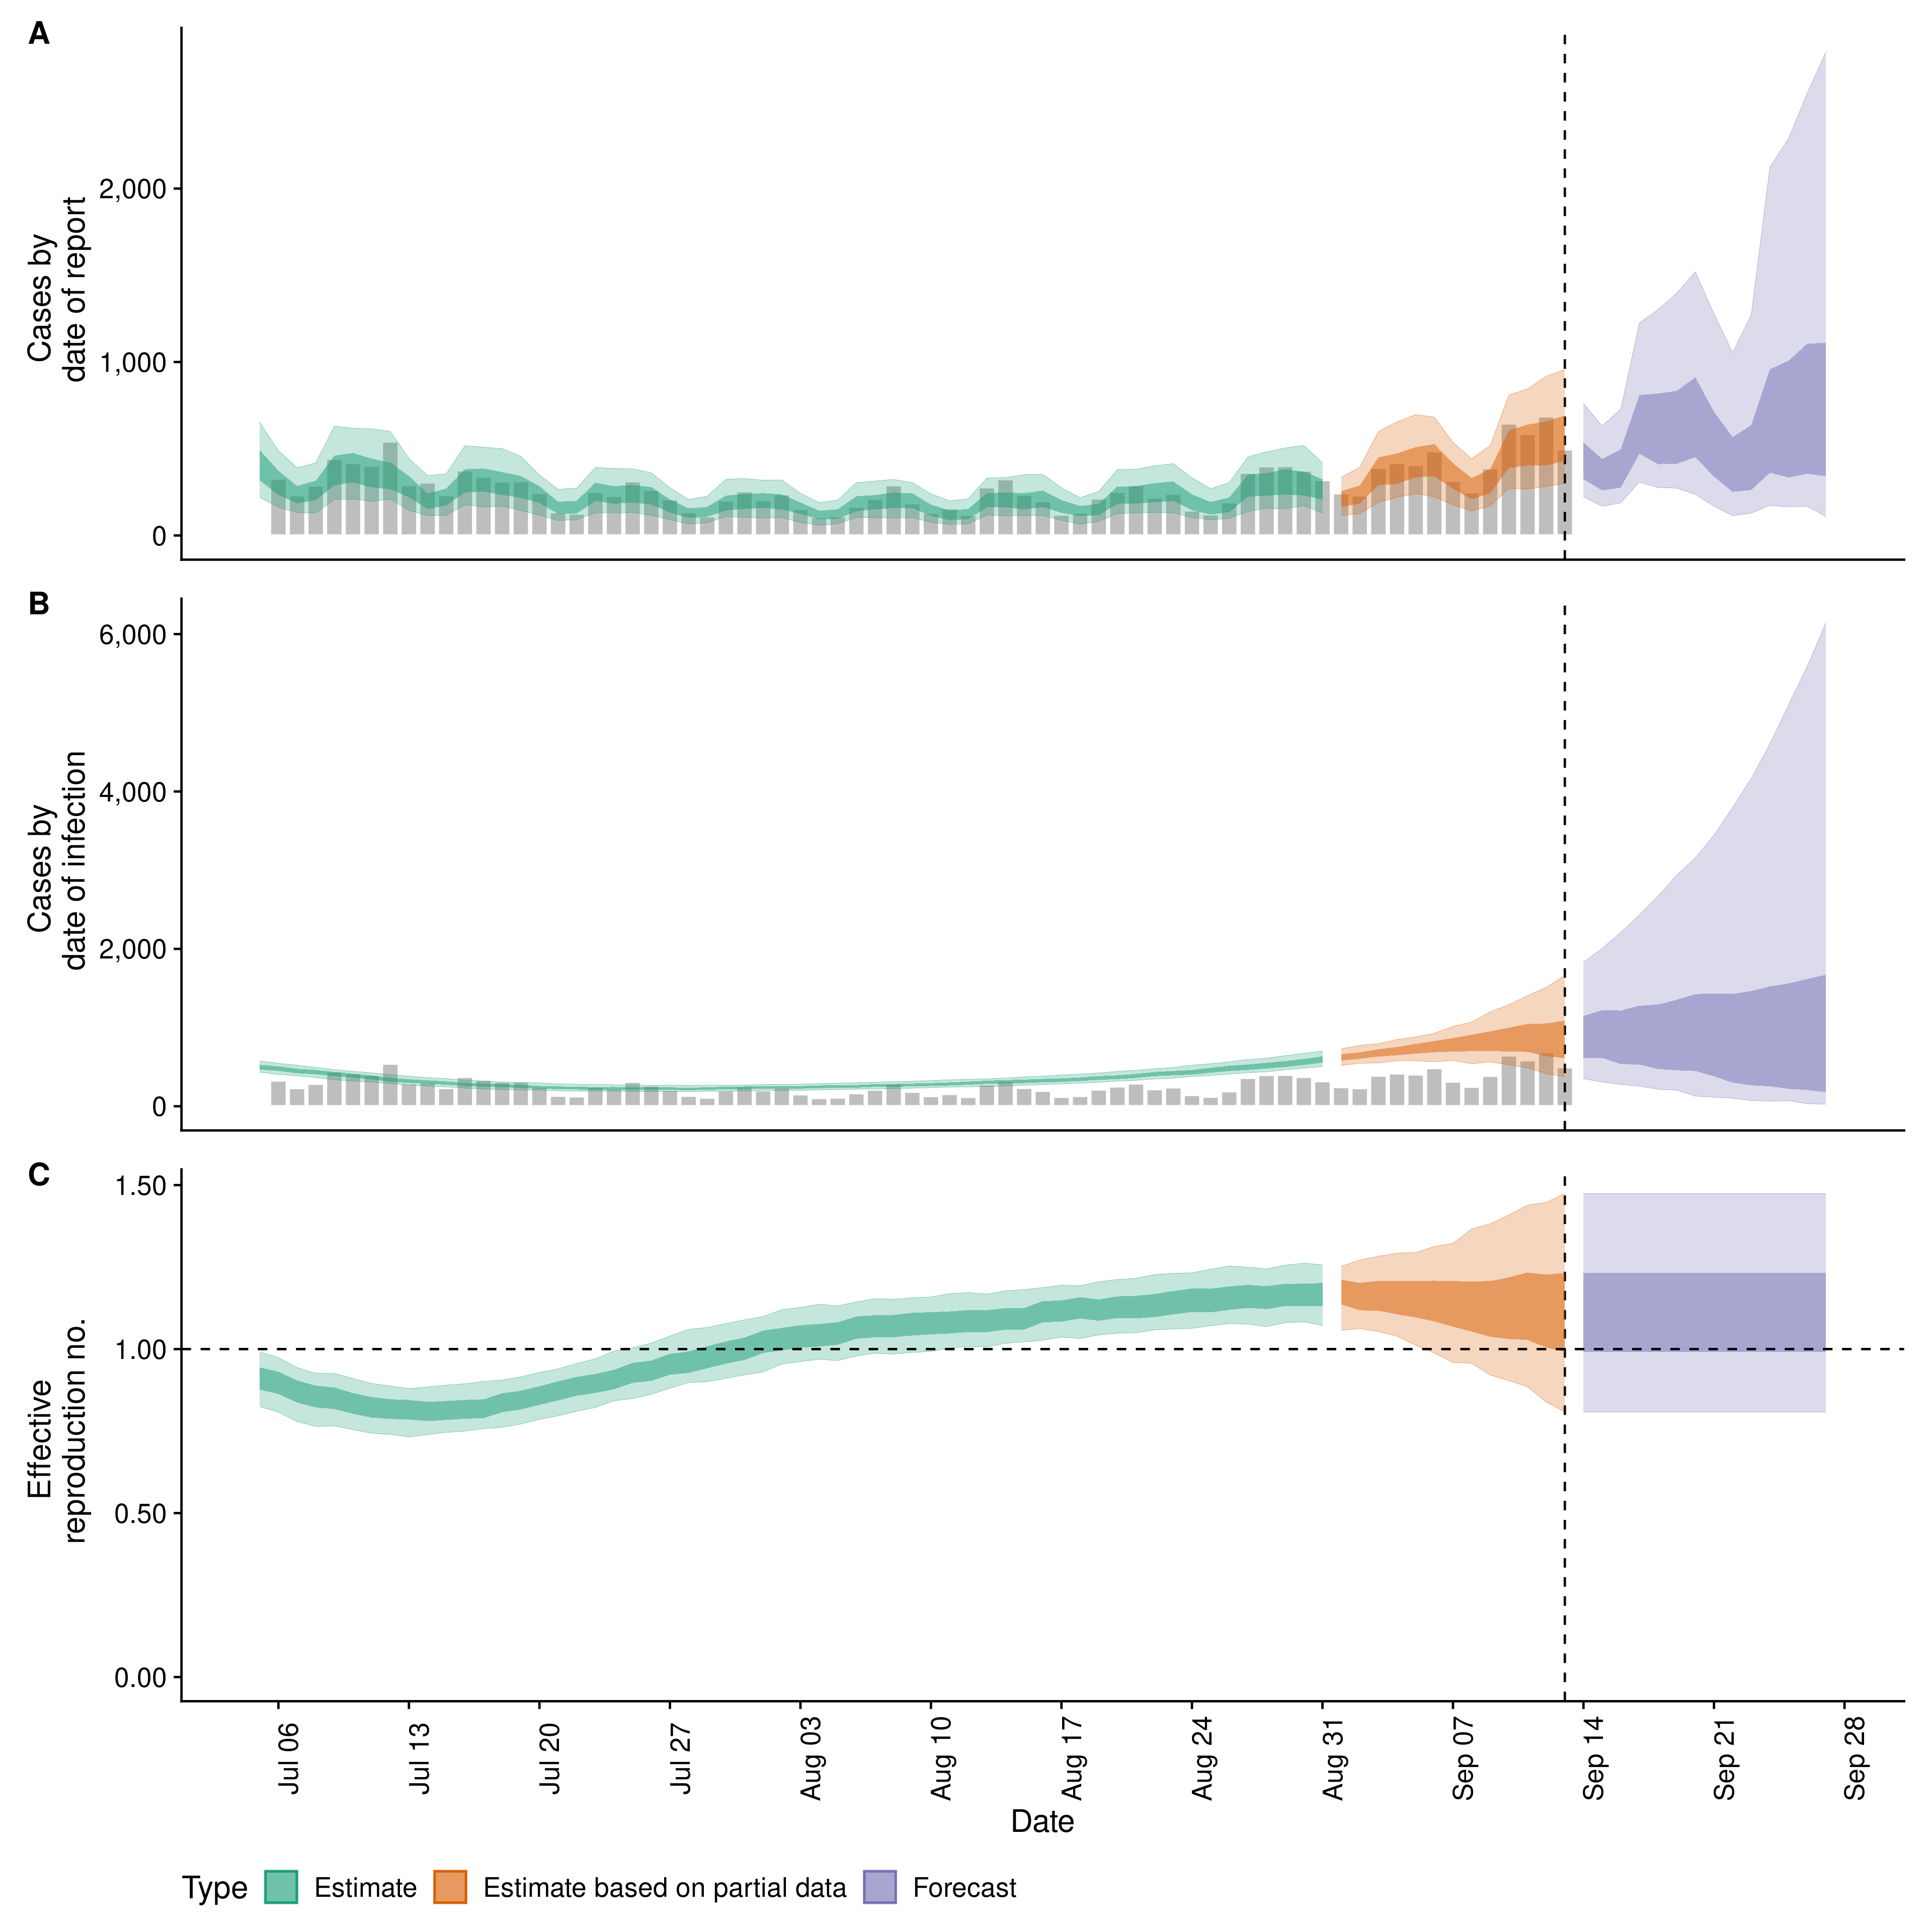 A
Cases by
date of report
2,000
1,000
0
B
Cases by
date of infection
6,000
4,000
2,000
0
C
Effective
reproduction no.
1.50
1.00
0.50
0.00
Jul 06
Jul 13
Jul 20
Jul 27
Aug 03
Aug 10
Aug 17
Aug 24
Aug 31
Sep 07
Sep 14
Sep 21
Sep 28
Date
Type Estimate Estimate based on partial data Forecast